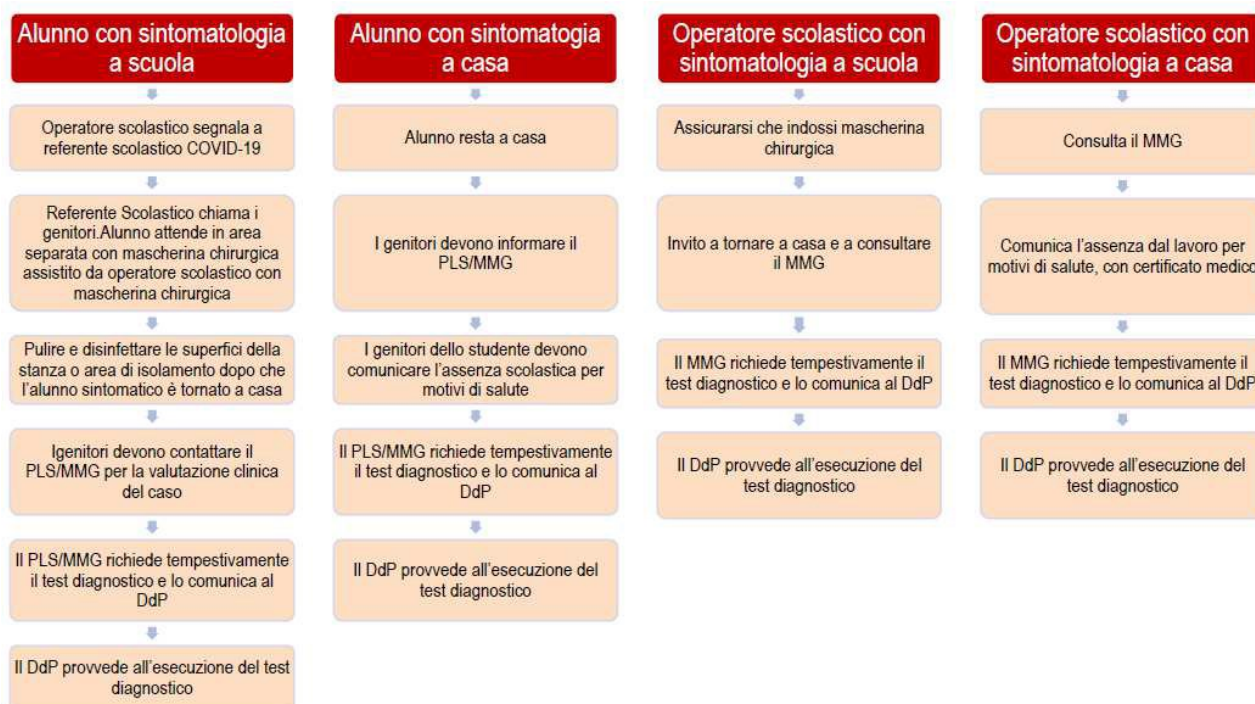 Alunno con sintomatologia
a scuola
Operatore scolastico segnala a
referente scolastico COVID-19
Referente Scolastico chiama i
genitori.Alunno attende in area
separata con mascherina chirurgica
assistito da operatore scolastico con
mascherina chirurgica
Pulire e disinfettare le superfici della
stanza o area di isolamento dopo che
l'alunno sintomatico è tornato a casa
Igenitori devono contattare il
PLS/MMG per la valutazione clinica
del caso
Il PLS/MMG richiede tempestivamente
il test diagnostico e lo comunica al
DdP
Il DdP provvede all'esecuzione del test
diagnostico
Alunno con sintomatogia
a casa
Alunno resta a casa
I genitori devono informare il
PLS/MMG
I genitori dello studente devono
comunicare l'assenza scolastica per
motivi di salute
Il PLS/MMG richiede tempestivamente
il test diagnostico e lo comunica al
DdP
Il DdP provvede all'esecuzione del
test diagnostico
Operatore scolastico con
sintomatologia a scuola
Assicurarsi che indossi mascherina
chirurgica
Invito a tornare a casa e a consultare
il MMG
Il MMG richiede tempestivamente il
test diagnostico e lo comunica al DdP
Il DdP provvede all'esecuzione del
test diagnostico
Operatore scolastico con
sintomatologia a casa
Consulta il MMG
Comunica l'assenza dal lavoro per
motivi di salute, con certificato medico
Il MMG richiede tempestivamente il
test diagnostico e lo comunica al DdP
Il DdP provvede all'esecuzione del
test diagnostico